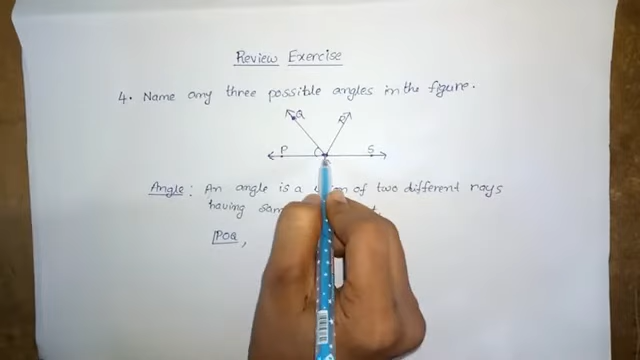 Review Exercise
4. Name any three possible angles in the figure.
Q R
P O S
Angle: An angle is a of two different rays
having
POQ,